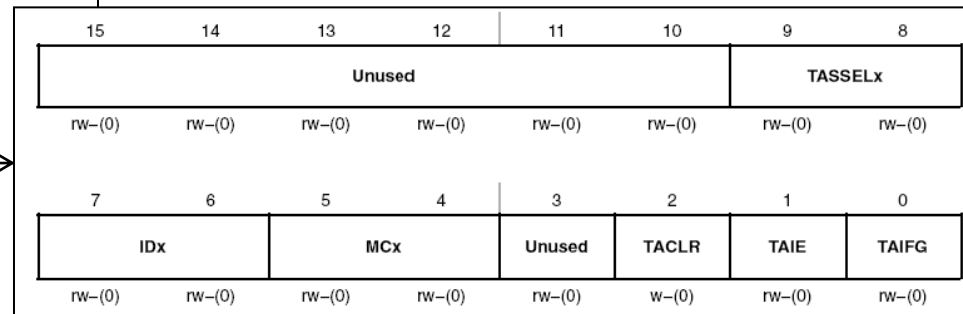 15 14 13 12 11 10 9 8
Unused TASSELx
rw–(0) rw–(0) rw–(0) rw–(0) rw–(0) rw–(0) rw–(0) rw–(0)
7 6 5 4 3 2 1 0
IDx MCx Unused TACLR TAIE TAIFG
rw–(0) rw–(0) rw–(0) rw–(0) rw–(0) w–(0) rw–(0) rw–(0)